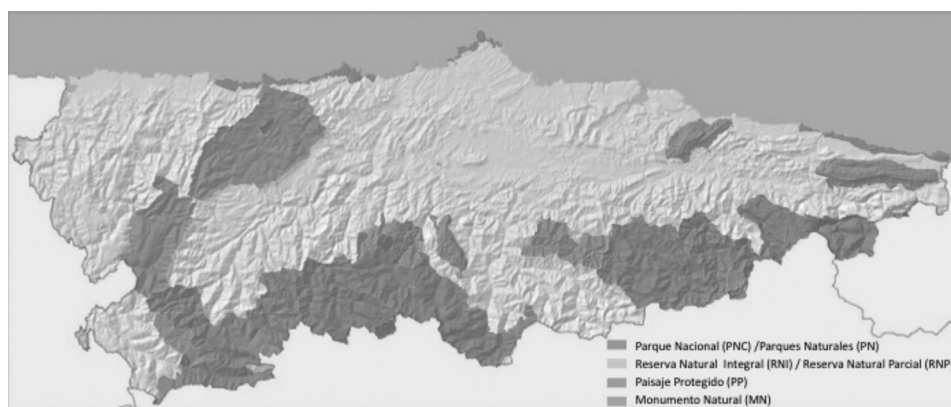 Parque Nacional (PNC) /Parques Naturales (PN)
Reserva Natural Integral (RNI) / Reserva Natural Parcial (RNP
Paisaje Protegido (PP)
Monumento Natural (MN)